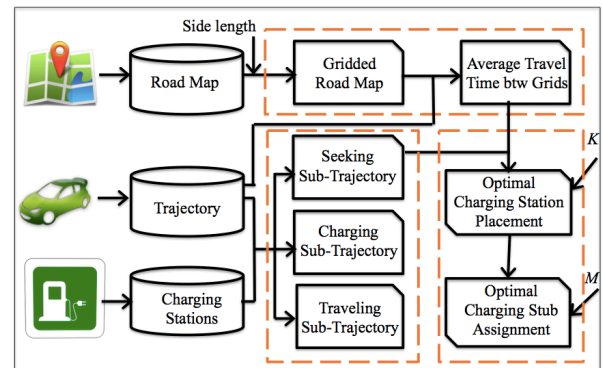 Side length
Road Map
Gridded
Road Map
Average Travel
Time btw Grids
Trajectory
Seeking
Sub-Trajectory
K
Optimal
Charging Station
Placement
Charging
Sub-Trajectory
Charging
Stations
Traveling
Sub-Trajectory
M
Optimal
Charging Stub
Assignment